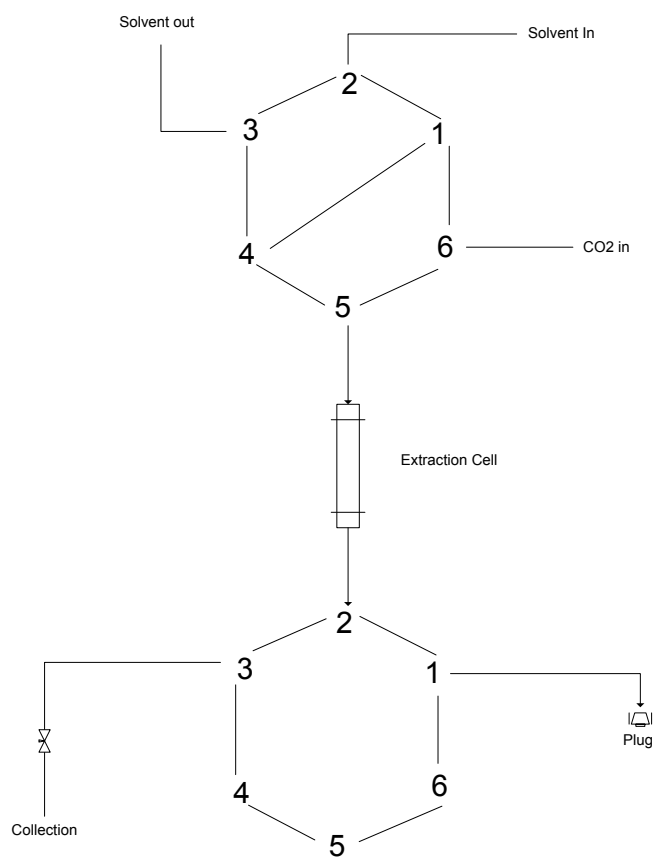 Solvent out
Solvent In
2
3
1
4
6
CO2 in
5
Extraction Cell
2
3
1
Plug
4
6
Collection
5